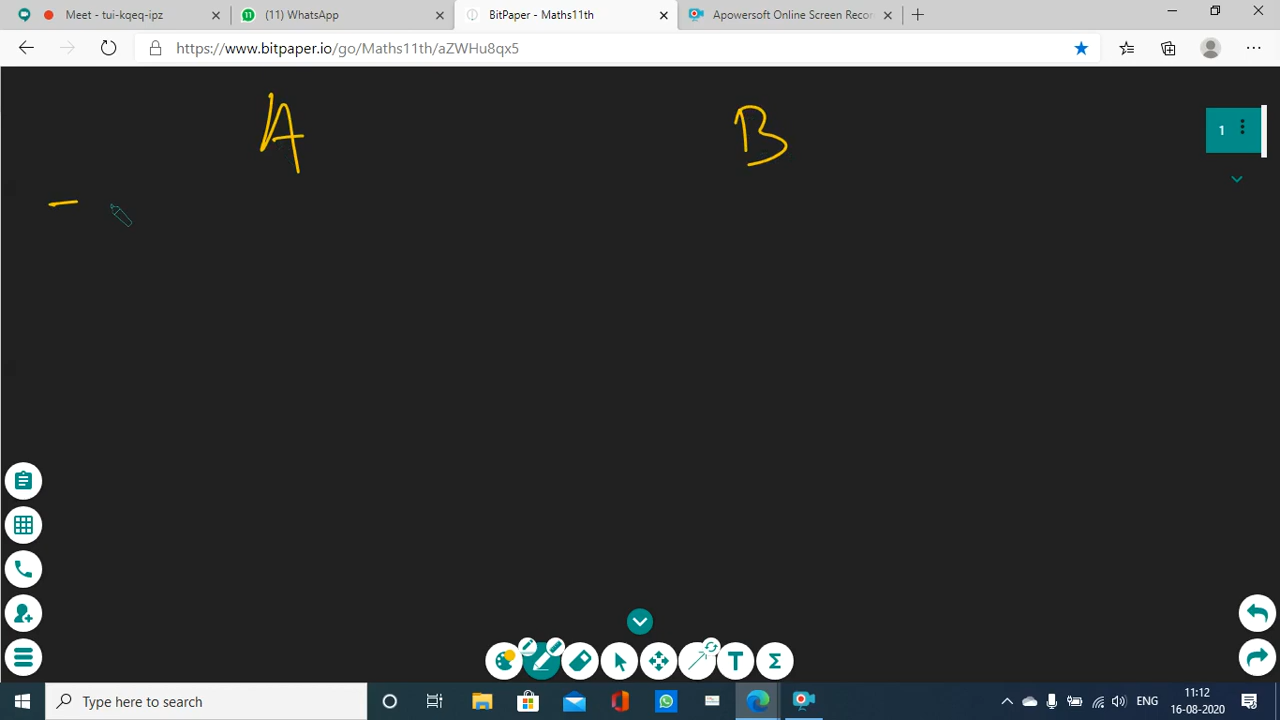 Meet - tui-kqeq-ipz
(11) WhatsApp
BitPaper - Maths11th
Apowersoft Online Screen Recor
https://www.bitpaper.io/go/Maths11th/aZWHu8qx5
A B
1
–
T Σ
Type here to search
ENG
11:12
16-08-2020